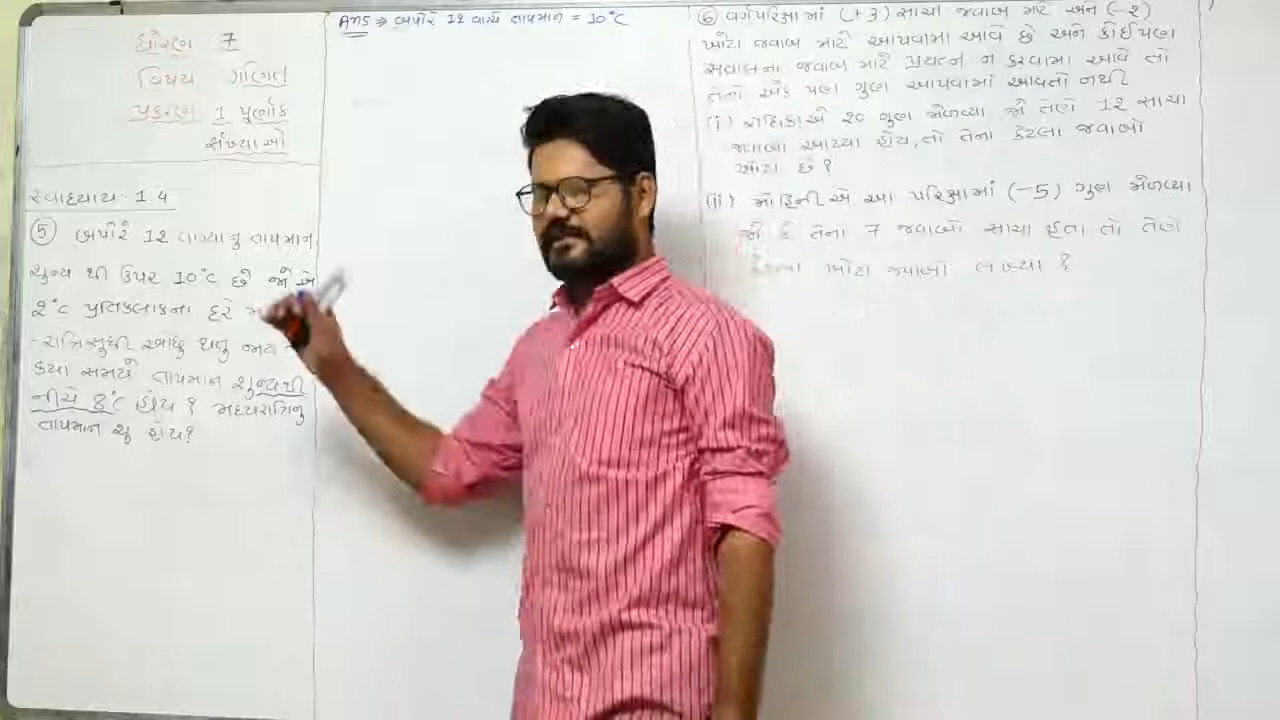 ધોરણ 7
વિષય ગણિત
પ્રકરણ 1 પૂર્ણાંક
સંખ્યાઓ
સ્વાધ્યાય 1.4
⑤ બપોરે 12 વાગ્યાનું તાપમાન
શુન્ય થી ઉપર 10°C છે જો એ
2°C પ્રતિકલાકના દરે
-રાત્રિસુધી ઓછું થતુ જાય
કયા સમયે તાપમાન શુન્યથી
નીચે 8°C હોય ? મધ્યરાત્રિનુ
તાપમાન શુ હોય?
Ans ⇒ બપોરે 12 વાગ્યે તાપમાન = 10°C
⑥ વર્ગપરિક્ષામાં (+3) સાચા જવાબ માટે અને (-2)
ખોટા જવાબ માટે આપવામાં આવે છે અને કોઈપણ
સવાલના જવાબ માટે પ્રયત્ન ન કરવામા આવે તો
તેનો એક પણ ગુણ આપવામાં આવતો નથી
(i) રાધિકાએ 20 ગુણ મેળવ્યા જો તેણે 12 સાચા
જવાબો આપ્યા હોય, તો તેના કેટલા જવાબો
ખોટા છે?
(ii) મોહિની એ આ પરિક્ષામાં (-5) ગુણ મેળવ્યા
જો કે તેના 7 જવાબો સાચા હતા તો તેણે
કેટલા ખોટા જવાબો લખ્યા ?